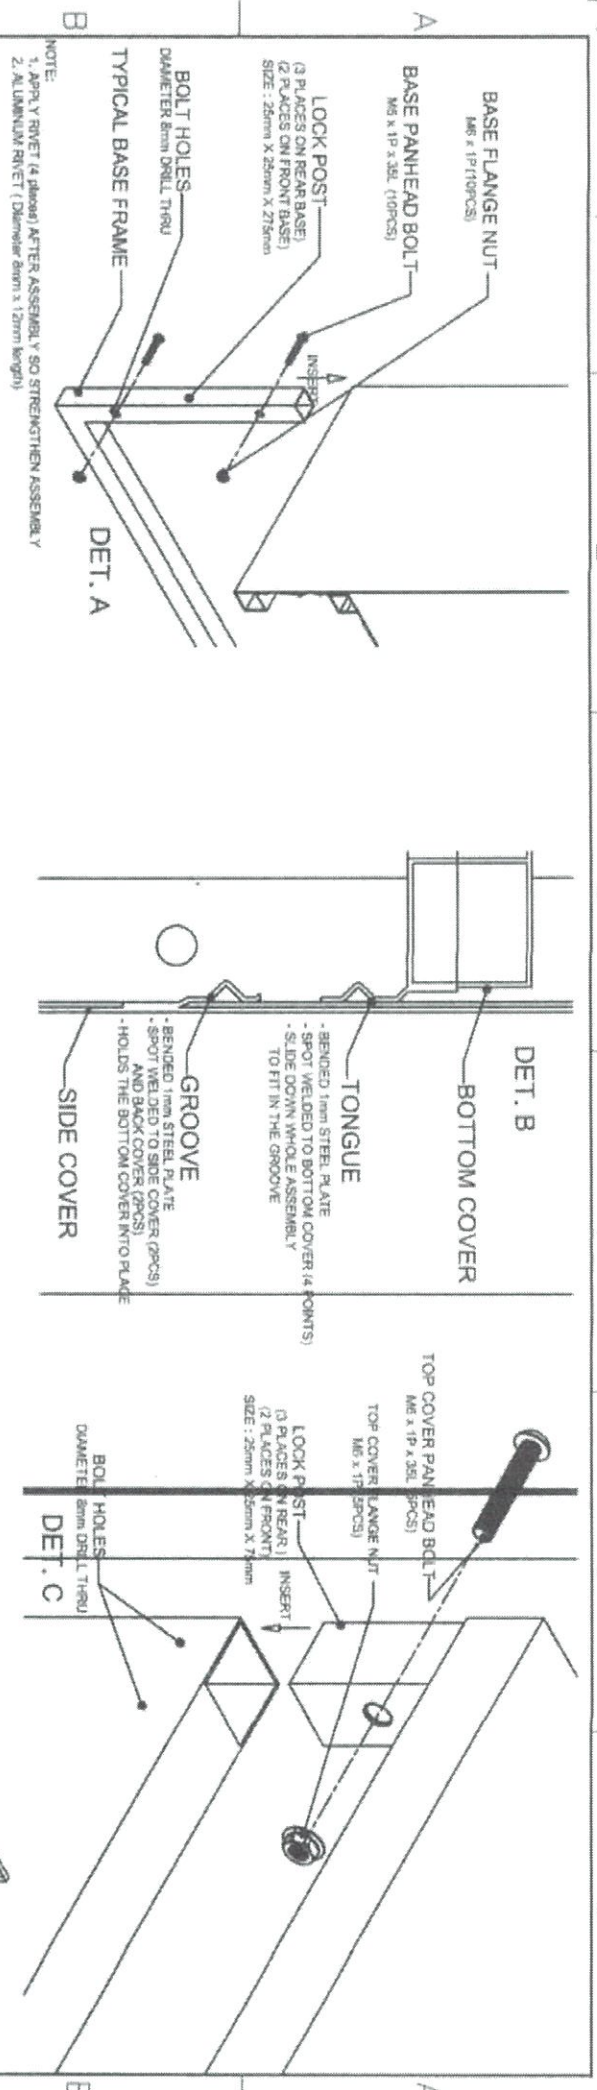 A
B
BASE FLANGE NUT
M6 x 1P (10PCS)
BASE PANHEAD BOLT
M6 x 1P x 35L (10PCS)
LOCK POST
(3 PLACES ON REAR BASE)
(2 PLACES ON FRONT BASE)
SIZE : 25mm X 25mm X 275mm
INSERT
BOLT HOLES
DIAMETER 8mm DRILL THRU
TYPICAL BASE FRAME
DET. A
NOTE:
1. APPLY RIVET (4 places) AFTER ASSEMBLY SO STRENGTHEN ASSEMBLY
2. ALUMINUM RIVET ( Diameter 8mm x 12mm length)
DET. B
BOTTOM COVER
TONGUE
- BENDED 1mm STEEL PLATE
- SPOT WELDED TO BOTTOM COVER (4 POINTS)
- SLIDE DOWN WHOLE ASSEMBLY
TO FIT IN THE GROOVE
GROOVE
- BENDED 1mm STEEL PLATE
- SPOT WELDED TO SIDE COVER (2PCS)
AND BACK COVER (2PCS)
- HOLDS THE BOTTOM COVER INTO PLACE
SIDE COVER
TOP COVER PANHEAD BOLT
M6 x 1P x 35L (5PCS)
TOP COVER FLANGE NUT
M6 x 1P (5PCS)
LOCK POST
(3 PLACES ON REAR )
(2 PLACES ON FRONT)
SIZE : 25mm X 25mm X 75mm
INSERT
BOLT HOLES
DIAMETER 8mm DRILL THRU
DET. C